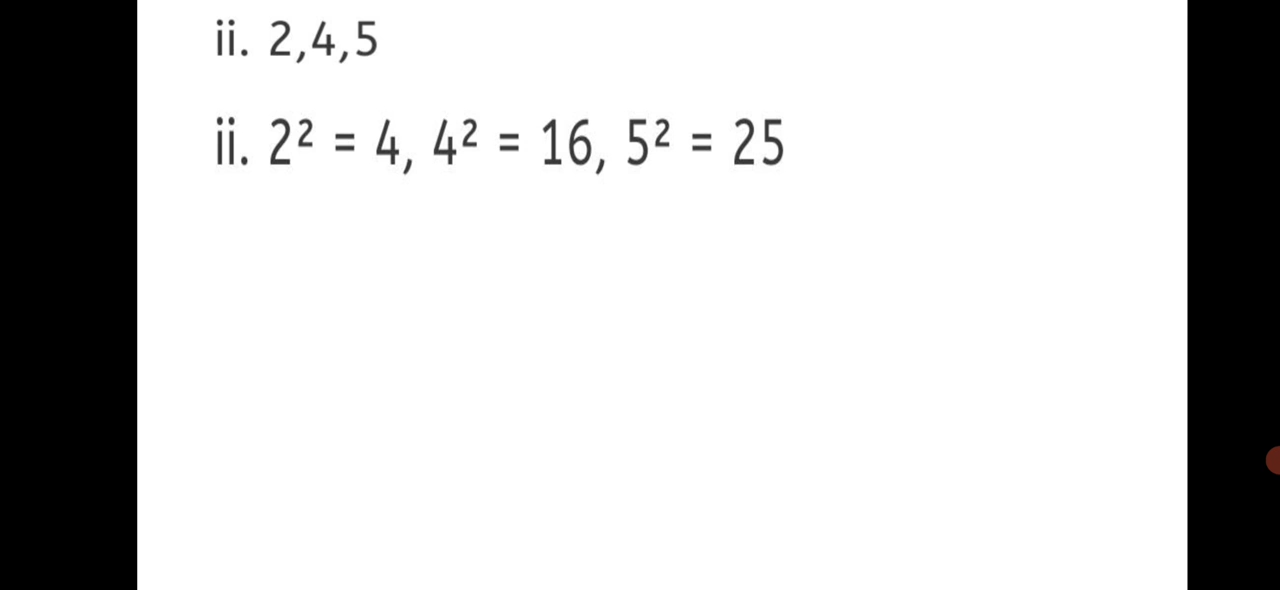 ii. 2,4,5
ii. 2² = 4, 4² = 16, 5² = 25